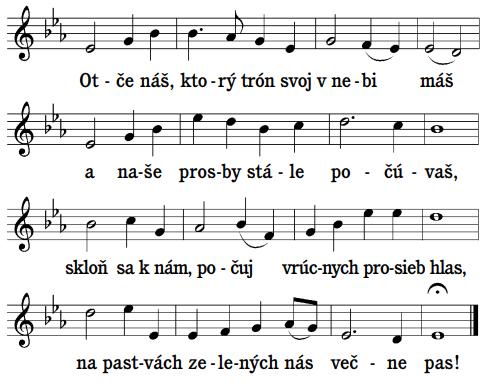 Ot - če náš, kto - rý trón svoj v ne - bi máš
a na - še pros - by stá - le po - čú - vaš,
skloň sa k nám, po - čuj vrúc - nych pro - sieb hlas,
na past - vách ze - le - ných nás več - ne pas!